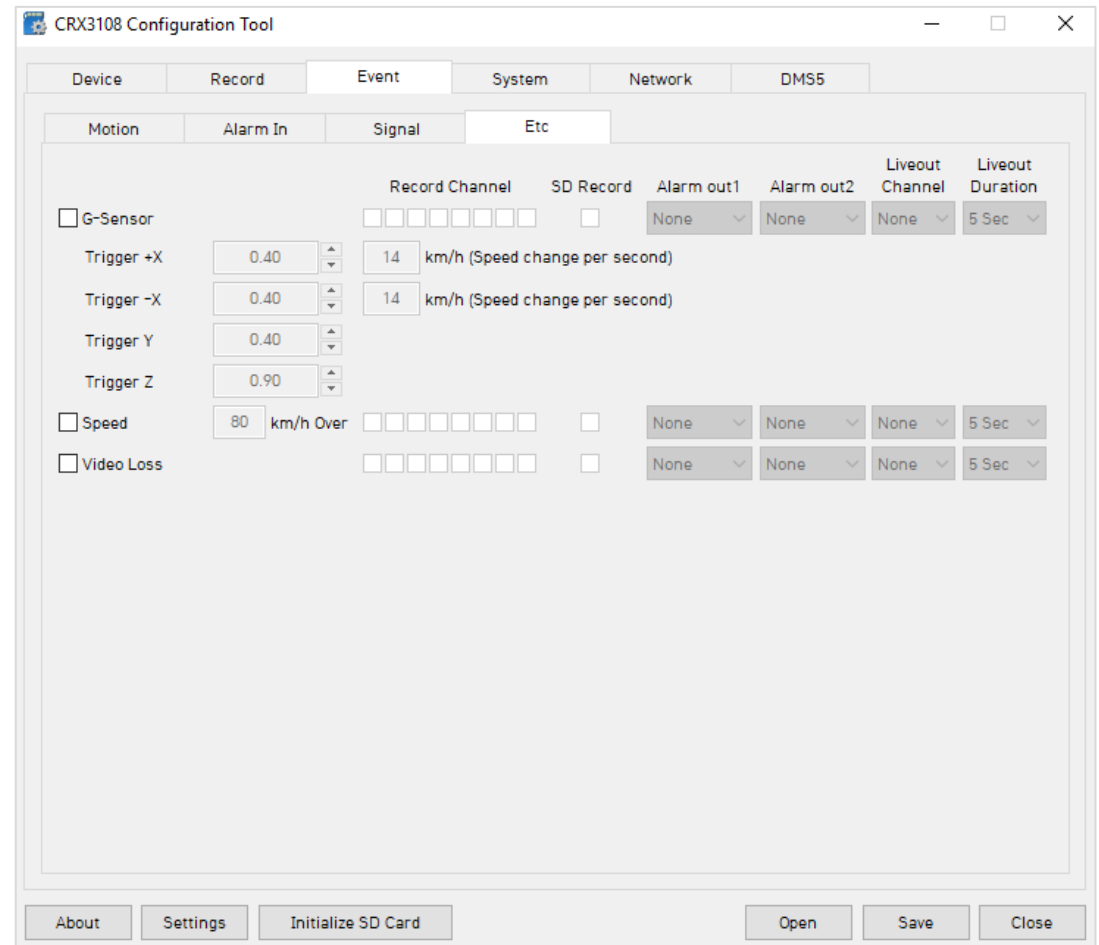 CRX3108 Configuration Tool
Device Record Event System Network DMS5
Motion Alarm In Signal Etc
Record Channel SD Record Alarm out1 Alarm out2 Liveout Channel Liveout Duration
G-Sensor None None None 5 Sec
Trigger +X 0.40 14 km/h (Speed change per second)
Trigger -X 0.40 14 km/h (Speed change per second)
Trigger Y 0.40
Trigger Z 0.90
Speed 80 km/h Over None None None 5 Sec
Video Loss None None None 5 Sec
About Settings Initialize SD Card Open Save Close